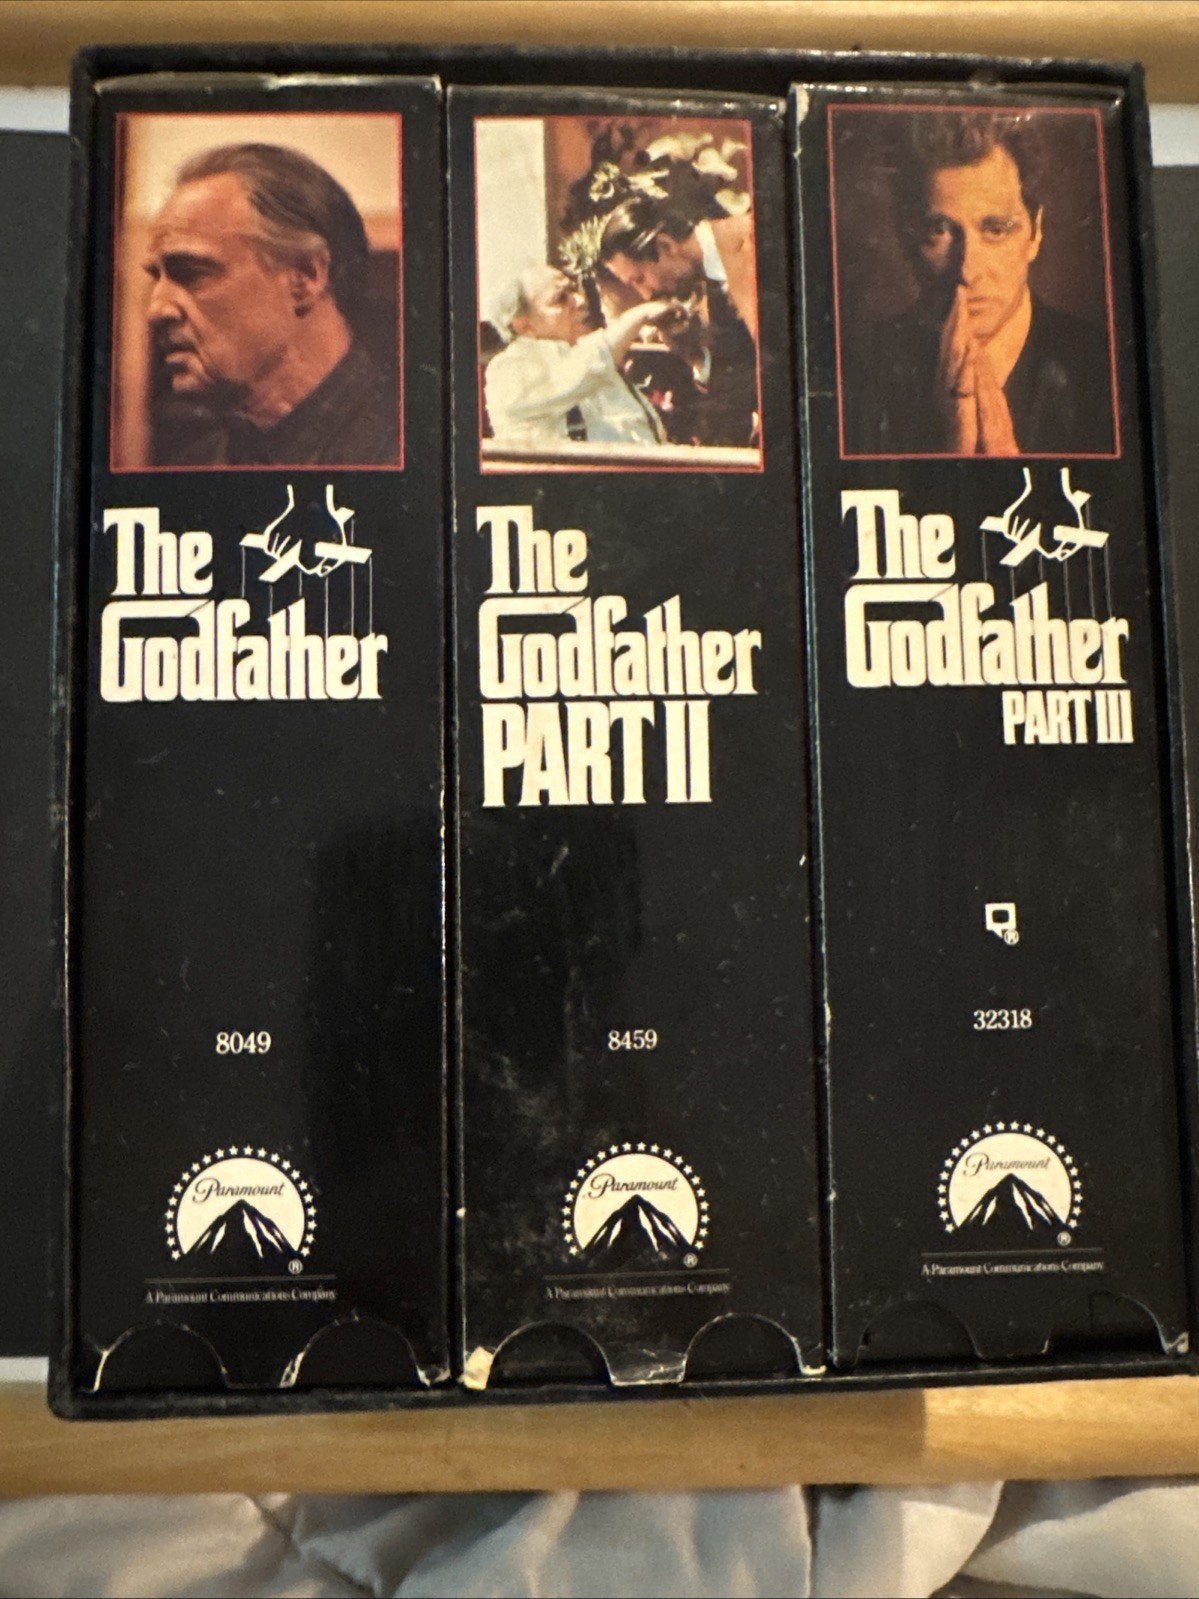 The
Godfather
8049
Paramount
®
A Paramount Communications Company
The
Godfather
PART II
8459
Paramount
®
A Paramount Communications Company
The
Godfather
PART III
®
32318
Paramount
®
A Paramount Communications Company